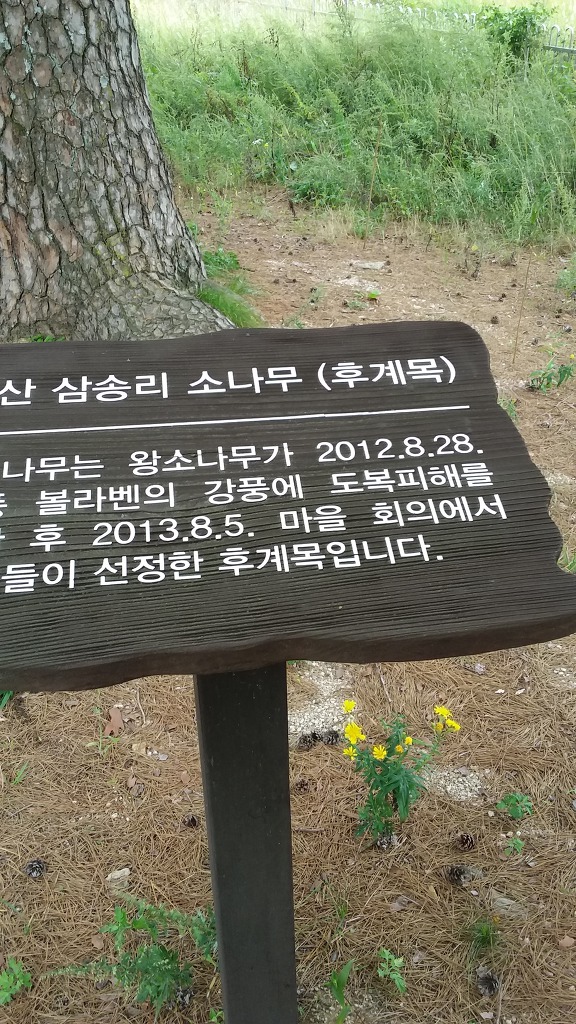 산 삼송리 소나무 (후계목)
나무는 왕소나무가 2012.8.28.
볼라벤의 강풍에 도복피해를
후 2013.8.5. 마을 회의에서
들이 선정한 후계목입니다.